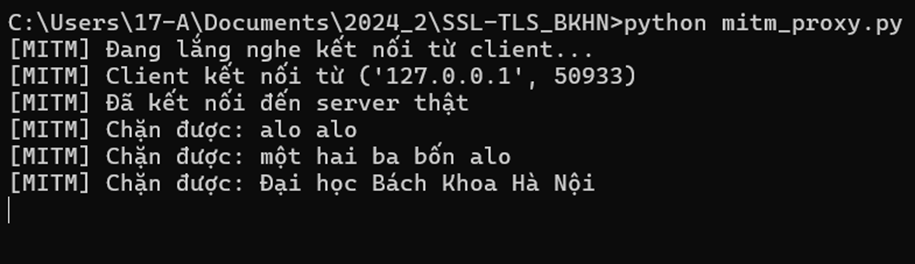 C:\Users\17-A\Documents\2024_2\SSL-TLS_BKHN>python mitm_proxy.py
[MITM] Đang lắng nghe kết nối từ client...
[MITM] Client kết nối từ ('127.0.0.1', 50933)
[MITM] Đã kết nối đến server thật
[MITM] Chặn được: alo alo
[MITM] Chặn được: một hai ba bốn alo
[MITM] Chặn được: Đại học Bách Khoa Hà Nội